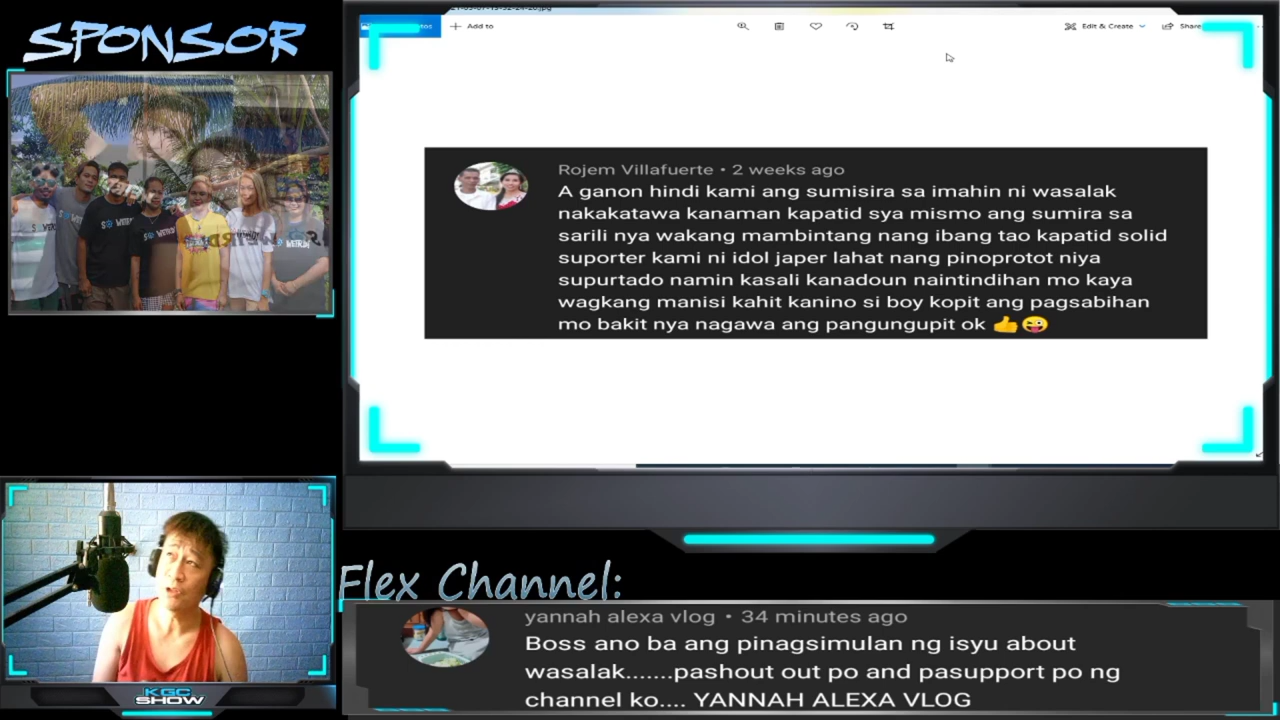 SPONSOR
Add to
Edit & Create
Share
Rojem Villafuerte • 2 weeks ago
A ganon hindi kami ang sumisira sa imahin ni wasalak
nakakatawa kanaman kapatid sya mismo ang sumira sa
sarili nya wakang mambintang nang ibang tao kapatid solid
suporter kami ni idol japer lahat nang pinoprotot niya
supurtado namin kasali kanadoun naintindihan mo kaya
wagkang manisi kahit kanino si boy kopit ang pagsabihan
mo bakit nya nagawa ang pangungupit ok 👍😜
KGC
SHOW
Flex Channel:
yannah alexa vlog • 34 minutes ago
Boss ano ba ang pinagsimulan ng isyu about
wasalak.......pashout out po and pasupport po ng
channel ko.... YANNAH ALEXA VLOG